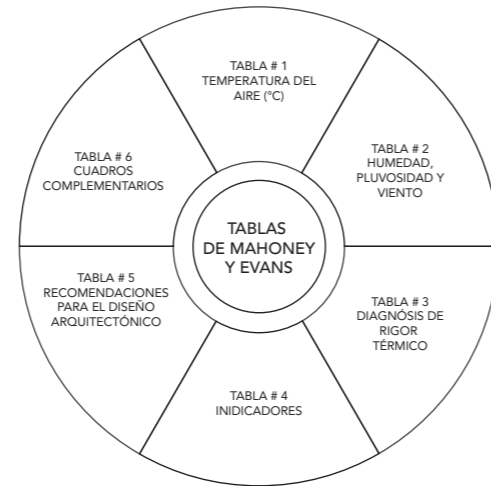 TABLA # 1
TEMPERATURA DEL
AIRE (°C)
TABLA # 2
HUMEDAD,
PLUVOSIDAD Y
VIENTO
TABLA # 3
DIAGNÓSIS DE
RIGOR
TÉRMICO
TABLA # 4
INIDICADORES
TABLA # 5
RECOMENDACIONES
PARA EL DISEÑO
ARQUITECTÓNICO
TABLA # 6
CUADROS
COMPLEMENTARIOS
TABLAS
DE MAHONEY
Y EVANS